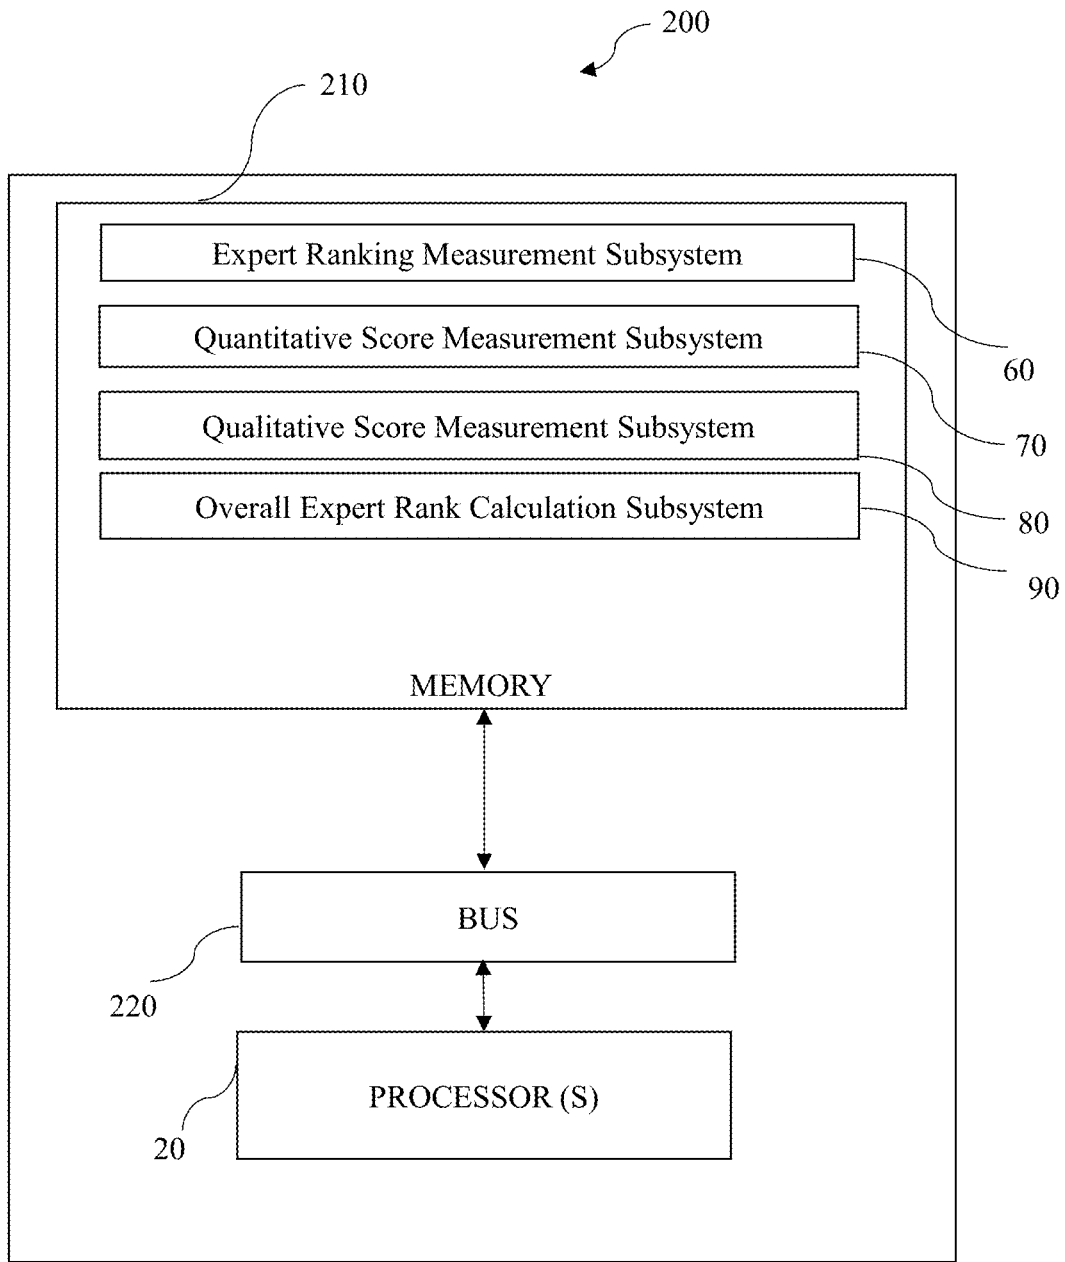 200
210
Expert Ranking Measurement Subsystem
Quantitative Score Measurement Subsystem
60
Qualitative Score Measurement Subsystem
70
Overall Expert Rank Calculation Subsystem
80
90
MEMORY
BUS
220
PROCESSOR (S)
20